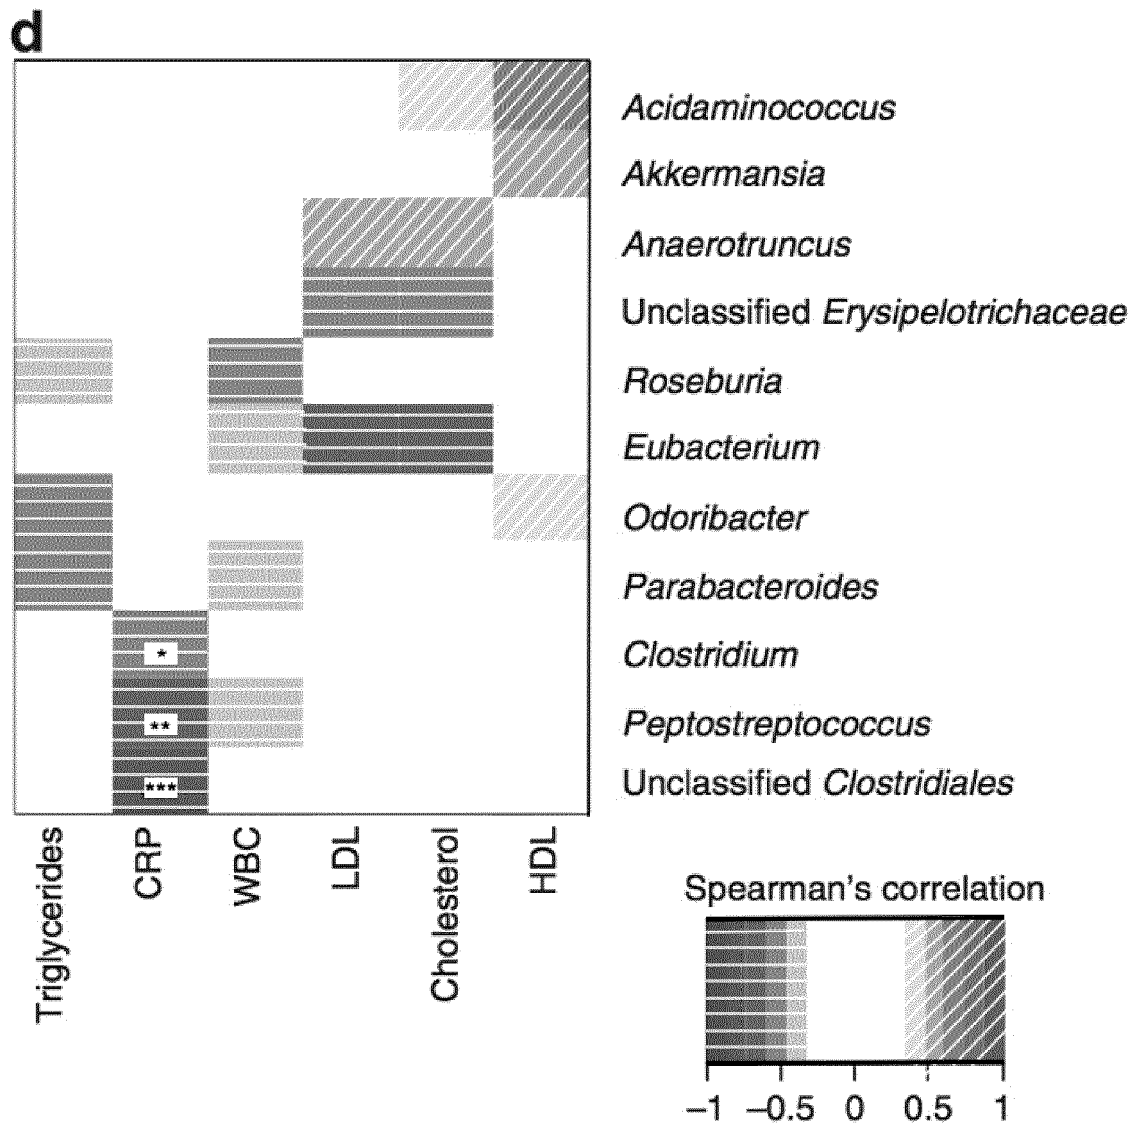 d
Acidaminococcus
Akkermansia
Anaerotruncus
Unclassified Erysipelotrichaceae
Roseburia
Eubacterium
Odoribacter
Parabacteroides
*
Clostridium
**
Peptostreptococcus
***
Unclassified Clostridiales
Triglycerides
CRP
WBC
LDL
Cholesterol
HDL
Spearman's correlation
−1 −0.5 0 0.5 1